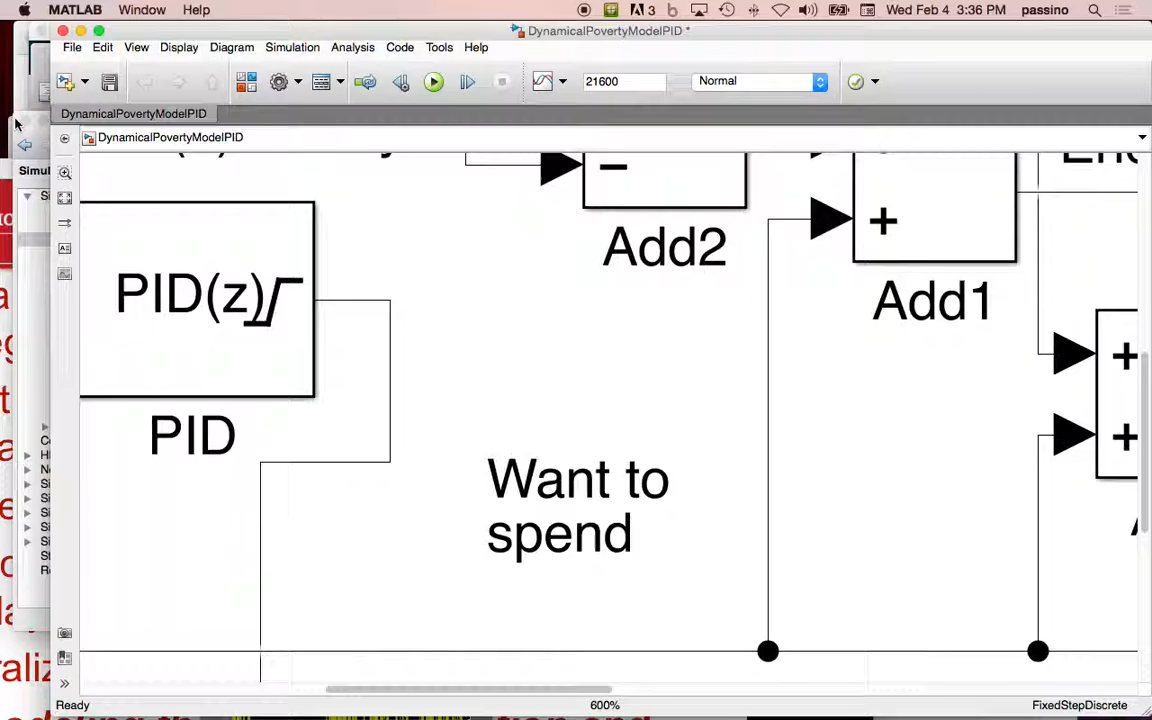 MATLAB Window Help
3 Wed Feb 4 3:36 PM passino
DynamicalPovertyModelPID *
File Edit View Display Diagram Simulation Analysis Code Tools Help
21600 Normal
DynamicalPovertyModelPID
DynamicalPovertyModelPID
Add2
+
Add1
PID(z)
PID
+
+
Want to
spend
Ready 600% FixedStepDiscrete